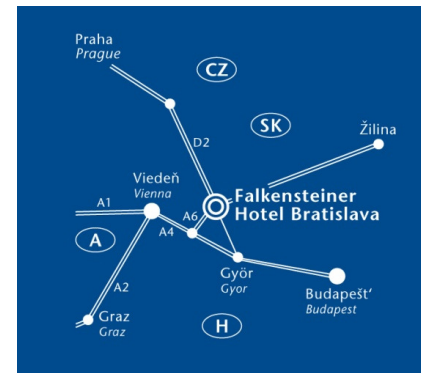 Praha
Prague
CZ
SK
Žilina
D2
Viedeň
Vienna
Falkensteiner
Hotel Bratislava
A1
A6
A4
A
Györ
Gyor
A2
Budapešt‘
Budapest
Graz
Graz
H